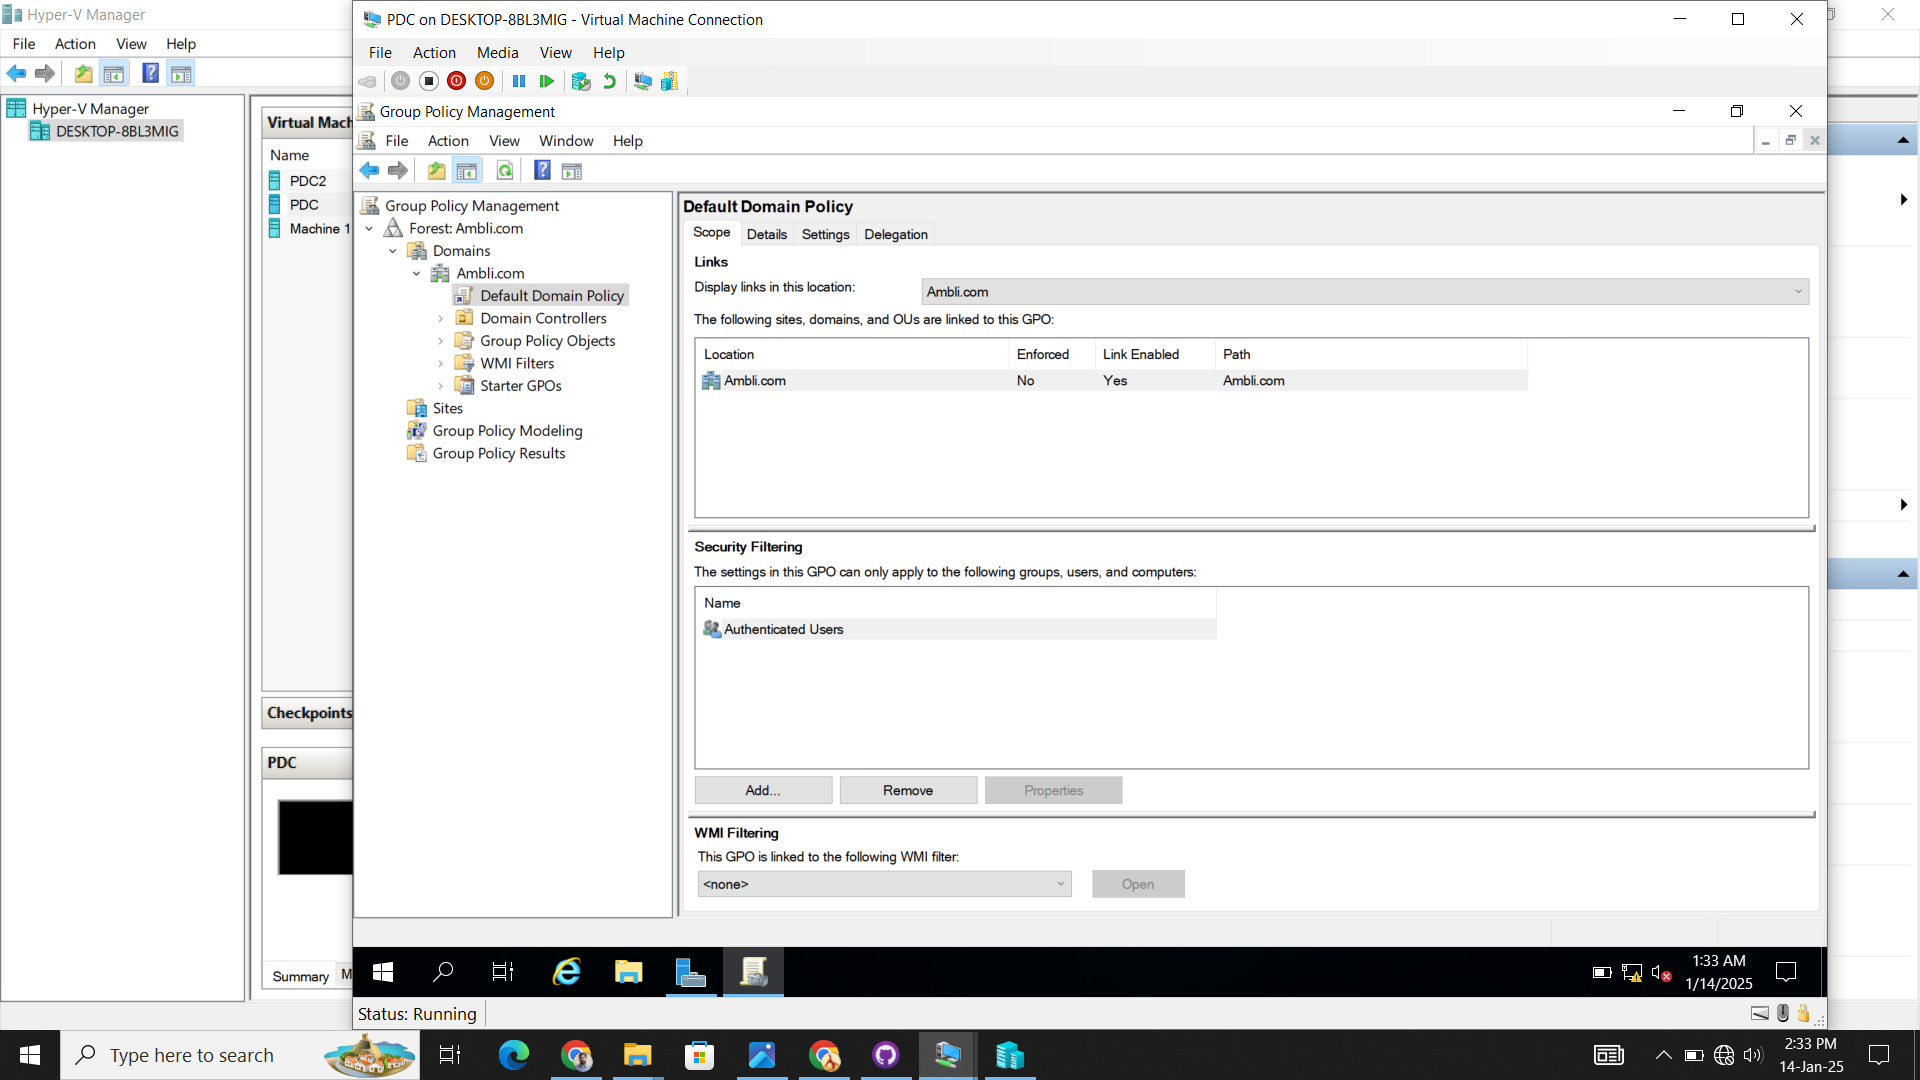 Hyper-V Manager
File Action View Help
Hyper-V Manager
DESKTOP-8BL3MIG
Virtual Mach
Name
PDC2
PDC
Machine 1
Checkpoints
PDC
Summary M
PDC on DESKTOP-8BL3MIG - Virtual Machine Connection
File Action Media View Help
Group Policy Management
File Action View Window Help
Group Policy Management
Forest: Ambli.com
Domains
Ambli.com
Default Domain Policy
Domain Controllers
Group Policy Objects
WMI Filters
Starter GPOs
Sites
Group Policy Modeling
Group Policy Results
Default Domain Policy
Scope Details Settings Delegation
Links
Display links in this location: Ambli.com
The following sites, domains, and OUs are linked to this GPO:
Location Enforced Link Enabled Path
Ambli.com No Yes Ambli.com
Security Filtering
The settings in this GPO can only apply to the following groups, users, and computers:
Name
Authenticated Users
Add... Remove Properties
WMI Filtering
This GPO is linked to the following WMI filter:
<none> Open
1:33 AM
1/14/2025
Status: Running
Type here to search
2:33 PM
14-Jan-25